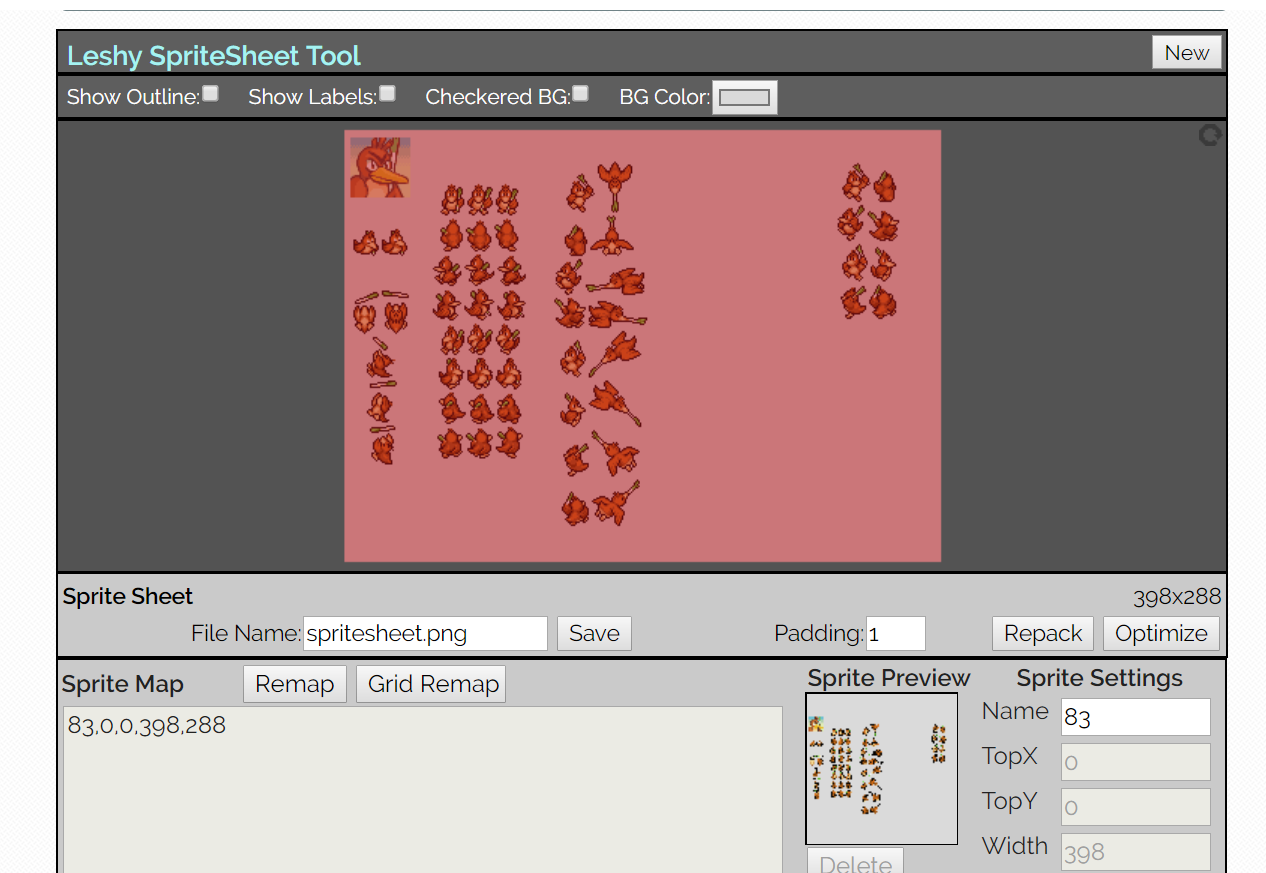 Leshy SpriteSheet Tool New
Show Outline: Show Labels: Checkered BG: BG Color:
Sprite Sheet 398x288
File Name: spritesheet.png Save Padding: 1 Repack Optimize
Sprite Map Remap Grid Remap Sprite Preview Sprite Settings
83,0,0,398,288
Name 83
TopX 0
TopY 0
Width 398
Delete